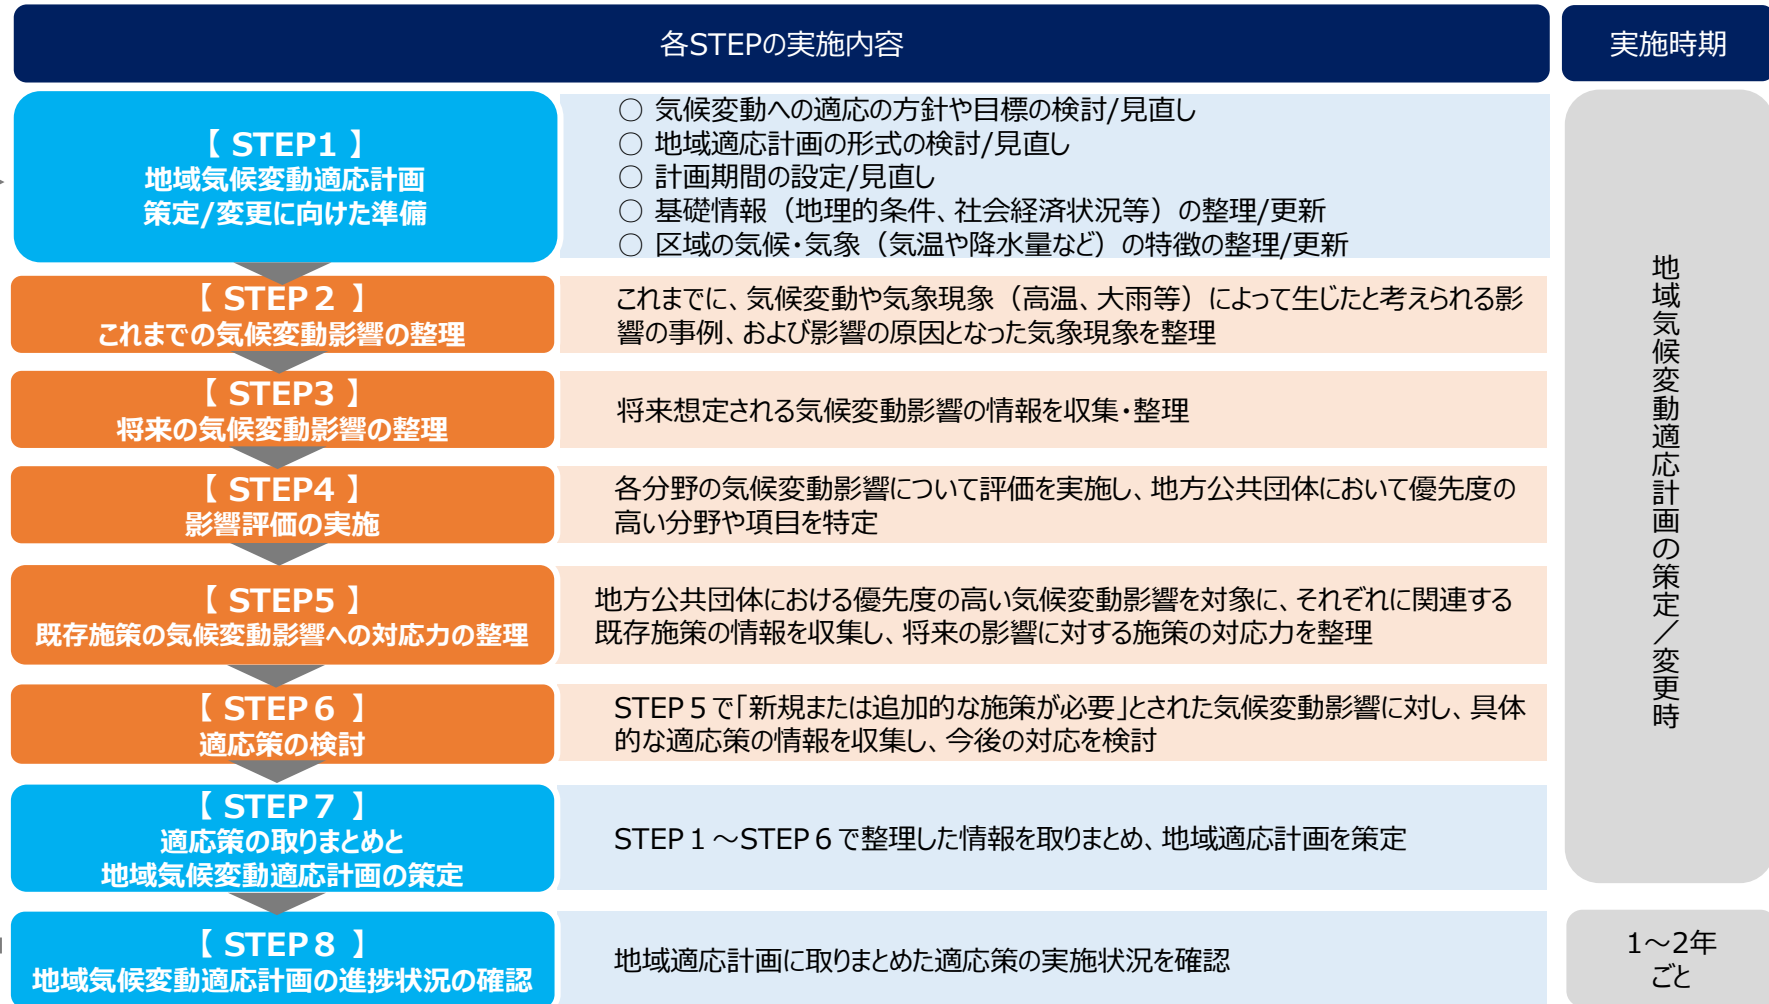 各STEPの実施内容
実施時期
【 STEP1 】
地域気候変動適応計画
策定/変更に向けた準備
○ 気候変動への適応の方針や目標の検討/見直し
○ 地域適応計画の形式の検討/見直し
○ 計画期間の設定/見直し
○ 基礎情報（地理的条件、社会経済状況等）の整理/更新
○ 区域の気候・気象（気温や降水量など）の特徴の整理/更新
【 STEP２ 】
これまでの気候変動影響の整理
これまでに、気候変動や気象現象（高温、大雨等）によって生じたと考えられる影
響の事例、および影響の原因となった気象現象を整理
【 STEP3 】
将来の気候変動影響の整理
将来想定される気候変動影響の情報を収集・整理
【 STEP4 】
影響評価の実施
各分野の気候変動影響について評価を実施し、地方公共団体において優先度の
高い分野や項目を特定
【 STEP5 】
既存施策の気候変動影響への対応力の整理
地方公共団体における優先度の高い気候変動影響を対象に、それぞれに関連する
既存施策の情報を収集し、将来の影響に対する施策の対応力を整理
【 STEP６ 】
適応策の検討
STEP５で「新規または追加的な施策が必要」とされた気候変動影響に対し、具体
的な適応策の情報を収集し、今後の対応を検討
【 STEP７ 】
適応策の取りまとめと
地域気候変動適応計画の策定
STEP１～STEP６で整理した情報を取りまとめ、地域適応計画を策定
地域気候変動適応計画の策定／変更時
【 STEP８ 】
地域気候変動適応計画の進捗状況の確認
地域適応計画に取りまとめた適応策の実施状況を確認
1～2年
ごと